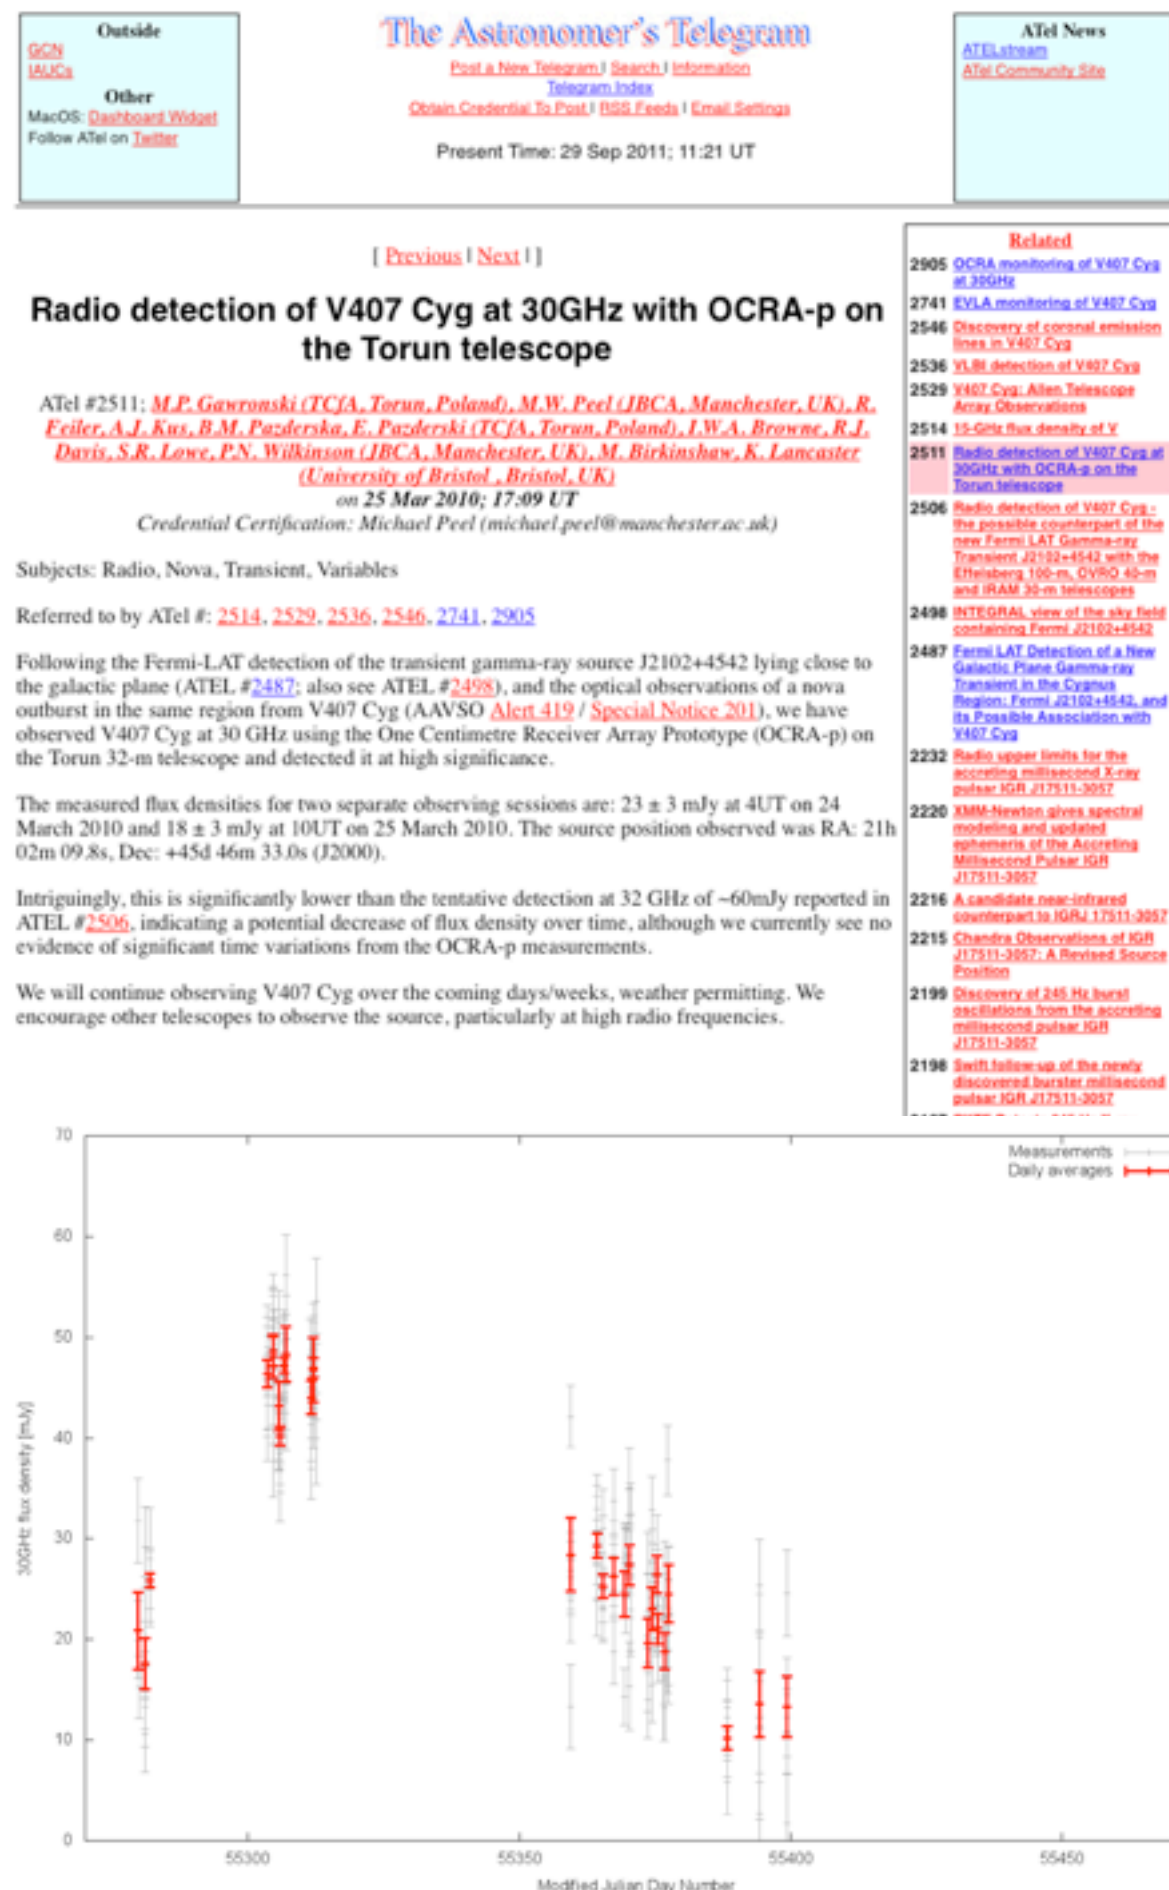 Outside
GCN
IAUCs
Other
MacOS: Dashboard Widget
Follow ATel on Twitter
The Astronomer's Telegram
Post a New Telegram | Search | Information
Telegram Index
Obtain Credential To Post | RSS Feeds | Email Settings
Present Time: 29 Sep 2011; 11:21 UT
ATel News
ATELstream
ATel Community Site
[ Previous | Next | ]
Radio detection of V407 Cyg at 30GHz with OCRA-p on
the Torun telescope
ATel #2511; M.P. Gawronski (TCfA, Torun, Poland), M.W. Peel (JBCA, Manchester, UK), R.
Feiler, A.J. Kus, B.M. Pazderska, E. Pazderski (TCfA, Torun, Poland), I.W.A. Browne, R.J.
Davis, S.R. Lowe, P.N. Wilkinson (JBCA, Manchester, UK), M. Birkinshaw, K. Lancaster
(University of Bristol , Bristol, UK)
on 25 Mar 2010; 17:09 UT
Credential Certification: Michael Peel (michael.peel@manchester.ac.uk)
Subjects: Radio, Nova, Transient, Variables
Referred to by ATel #: 2514, 2529, 2536, 2546, 2741, 2905
Following the Fermi-LAT detection of the transient gamma-ray source J2102+4542 lying close to
the galactic plane (ATEL #2487; also see ATEL #2498), and the optical observations of a nova
outburst in the same region from V407 Cyg (AAVSO Alert 419 / Special Notice 201), we have
observed V407 Cyg at 30 GHz using the One Centimetre Receiver Array Prototype (OCRA-p) on
the Torun 32-m telescope and detected it at high significance.
The measured flux densities for two separate observing sessions are: 23 ± 3 mJy at 4UT on 24
March 2010 and 18 ± 3 mJy at 10UT on 25 March 2010. The source position observed was RA: 21h
02m 09.8s, Dec: +45d 46m 33.0s (J2000).
Intriguingly, this is significantly lower than the tentative detection at 32 GHz of ~60mJy reported in
ATEL #2506, indicating a potential decrease of flux density over time, although we currently see no
evidence of significant time variations from the OCRA-p measurements.
We will continue observing V407 Cyg over the coming days/weeks, weather permitting. We
encourage other telescopes to observe the source, particularly at high radio frequencies.
Related
2905 OCRA monitoring of V407 Cyg
at 30GHz
2741 EVLA monitoring of V407 Cyg
2546 Discovery of coronal emission
lines in V407 Cyg
2536 VLBI detection of V407 Cyg
2529 V407 Cyg: Allen Telescope
Array Observations
2514 15-GHz flux density of V
2511 Radio detection of V407 Cyg at
30GHz with OCRA-p on the
Torun telescope
2506 Radio detection of V407 Cyg -
the possible counterpart of the
new Fermi LAT Gamma-ray
Transient J2102+4542 with the
Effelsberg 100-m, OVRO 40-m
and IRAM 30-m telescopes
2498 INTEGRAL view of the sky field
containing Fermi J2102+4542
2487 Fermi LAT Detection of a New
Galactic Plane Gamma-ray
Transient in the Cygnus
Region: Fermi J2102+4542, and
its Possible Association with
V407 Cyg
2232 Radio upper limits for the
accreting millisecond X-ray
pulsar IGR J17511-3057
2220 XMM-Newton gives spectral
modeling and updated
ephemeris of the Accreting
Millisecond Pulsar IGR
J17511-3057
2216 A candidate near-infrared
counterpart to IGRJ 17511-3057
2215 Chandra Observations of IGR
J17511-3057: A Revised Source
Position
2199 Discovery of 245 Hz burst
oscillations from the accreting
millisecond pulsar IGR
J17511-3057
2198 Swift follow-up of the newly
discovered burster millisecond
pulsar IGR J17511-3057
Measurements
Daily averages
70
60
50
40
30
20
10
0
30GHz flux density [mJy]
55300
55350
55400
55450
Modified Julian Day Number